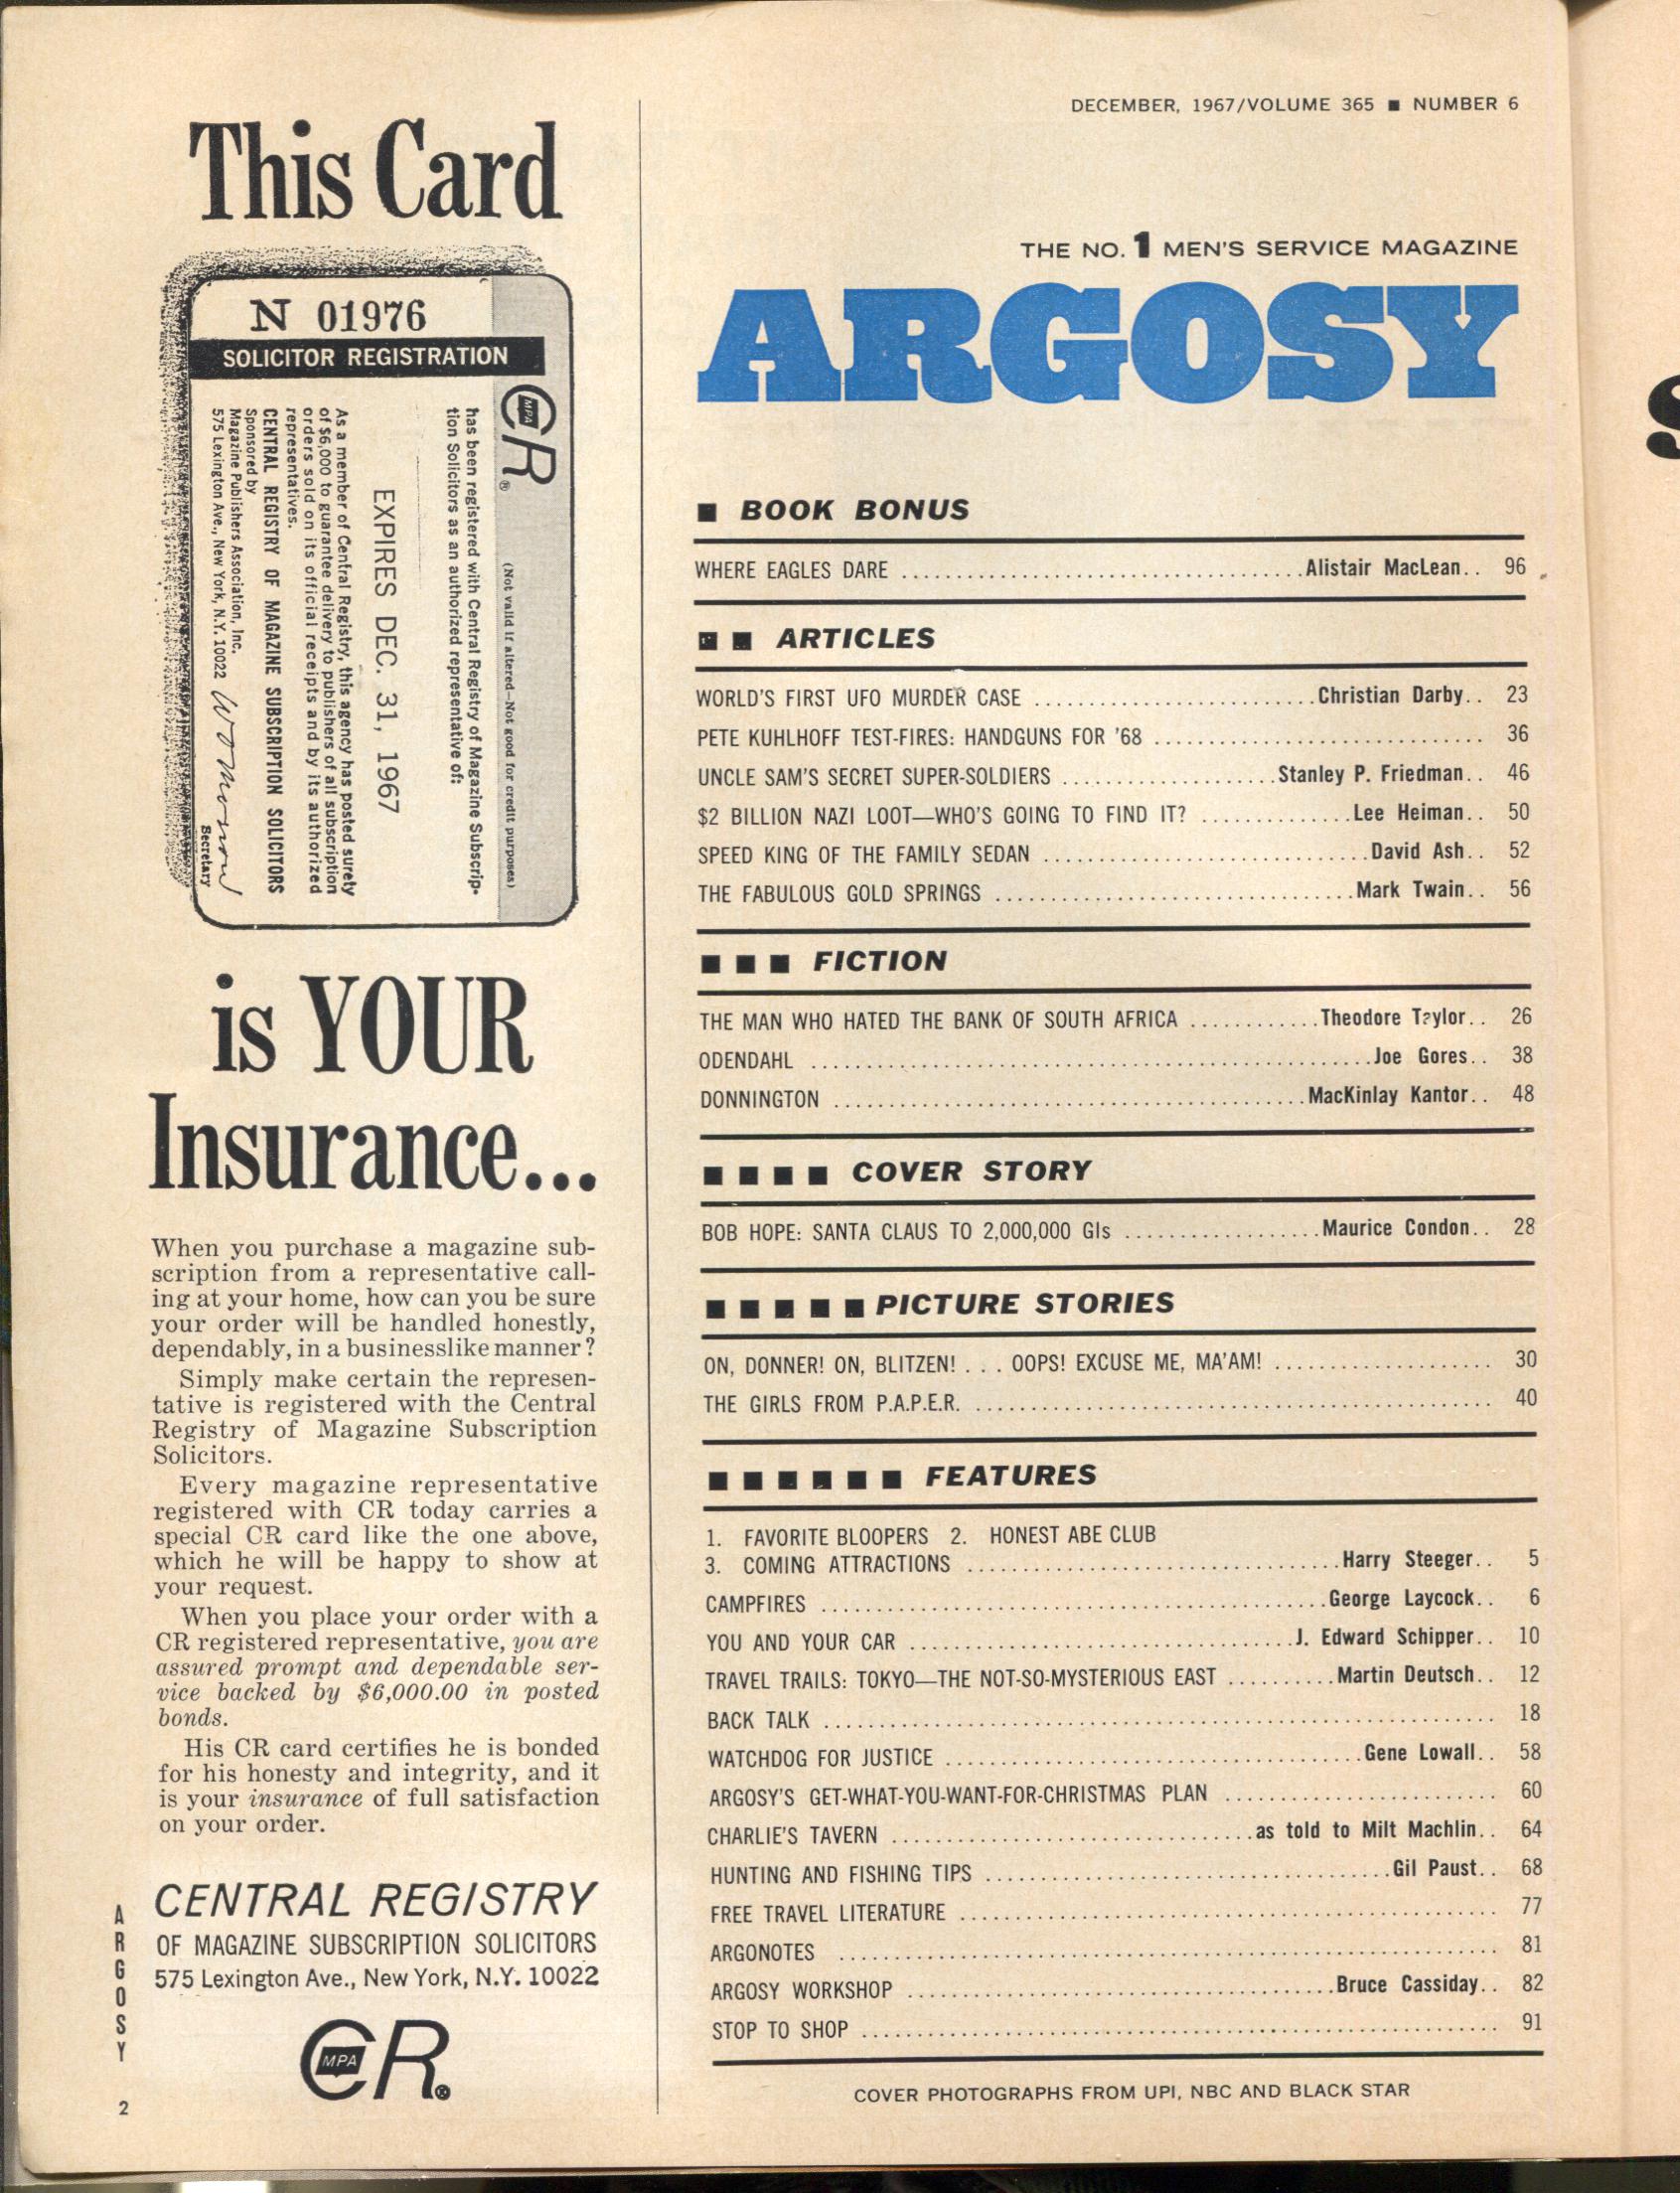 This Card
N 01976
SOLICITOR REGISTRATION
CR MPA ®
(Not valid if altered—Not good for credit purposes)
has been registered with Central Registry of Magazine Subscrip-
tion Solicitors as an authorized representative of:
EXPIRES DEC. 31, 1967
As a member of Central Registry, this agency has posted surety
of $6,000 to guarantee delivery to publishers of all subscription
orders sold on its official receipts and by its authorized
representatives.
CENTRAL REGISTRY OF MAGAZINE SUBSCRIPTION SOLICITORS
Sponsored by
Magazine Publishers Association, Inc.
575 Lexington Ave., New York, N.Y. 10022
Secretary
is YOUR
Insurance...
When you purchase a magazine sub-
scription from a representative call-
ing at your home, how can you be sure
your order will be handled honestly,
dependably, in a businesslike manner?
Simply make certain the represen-
tative is registered with the Central
Registry of Magazine Subscription
Solicitors.
Every magazine representative
registered with CR today carries a
special CR card like the one above,
which he will be happy to show at
your request.
When you place your order with a
CR registered representative, you are
assured prompt and dependable ser-
vice backed by $6,000.00 in posted
bonds.
His CR card certifies he is bonded
for his honesty and integrity, and it
is your insurance of full satisfaction
on your order.
CENTRAL REGISTRY
OF MAGAZINE SUBSCRIPTION SOLICITORS
575 Lexington Ave., New York, N.Y. 10022
CR MPA ®
ARGOSY
2
DECEMBER, 1967/VOLUME 365 ■ NUMBER 6
THE NO. 1 MEN'S SERVICE MAGAZINE
ARGOSY
■ BOOK BONUS
WHERE EAGLES DARE ..... Alistair MacLean.. 96
■ ■ ARTICLES
WORLD'S FIRST UFO MURDER CASE ..... Christian Darby.. 23
PETE KUHLHOFF TEST-FIRES: HANDGUNS FOR '68 ..... 36
UNCLE SAM'S SECRET SUPER-SOLDIERS ..... Stanley P. Friedman.. 46
$2 BILLION NAZI LOOT—WHO'S GOING TO FIND IT? ..... Lee Heiman.. 50
SPEED KING OF THE FAMILY SEDAN ..... David Ash.. 52
THE FABULOUS GOLD SPRINGS ..... Mark Twain.. 56
■ ■ ■ FICTION
THE MAN WHO HATED THE BANK OF SOUTH AFRICA ..... Theodore Taylor.. 26
ODENDAHL ..... Joe Gores.. 38
DONNINGTON ..... MacKinlay Kantor.. 48
■ ■ ■ ■ COVER STORY
BOB HOPE: SANTA CLAUS TO 2,000,000 GIs ..... Maurice Condon.. 28
■ ■ ■ ■ ■ PICTURE STORIES
ON, DONNER! ON, BLITZEN! . . . OOPS! EXCUSE ME, MA'AM! ..... 30
THE GIRLS FROM P.A.P.E.R. ..... 40
■ ■ ■ ■ ■ ■ FEATURES
1. FAVORITE BLOOPERS 2. HONEST ABE CLUB
3. COMING ATTRACTIONS ..... Harry Steeger.. 5
CAMPFIRES ..... George Laycock.. 6
YOU AND YOUR CAR ..... J. Edward Schipper.. 10
TRAVEL TRAILS: TOKYO—THE NOT-SO-MYSTERIOUS EAST ..... Martin Deutsch.. 12
BACK TALK ..... 18
WATCHDOG FOR JUSTICE ..... Gene Lowall.. 58
ARGOSY'S GET-WHAT-YOU-WANT-FOR-CHRISTMAS PLAN ..... 60
CHARLIE'S TAVERN ..... as told to Milt Machlin.. 64
HUNTING AND FISHING TIPS ..... Gil Paust.. 68
FREE TRAVEL LITERATURE ..... 77
ARGONOTES ..... 81
ARGOSY WORKSHOP ..... Bruce Cassiday.. 82
STOP TO SHOP ..... 91
COVER PHOTOGRAPHS FROM UPI, NBC AND BLACK STAR